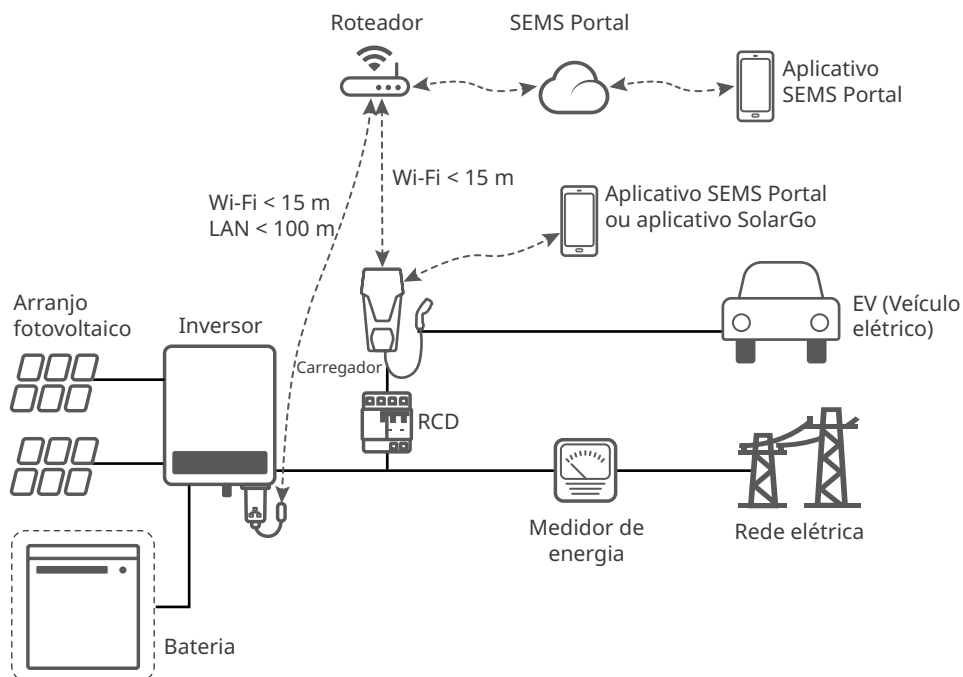 Roteador
SEMS Portal
Aplicativo
SEMS Portal
Wi-Fi < 15 m
Wi-Fi < 15 m
LAN < 100 m
Aplicativo SEMS Portal
ou aplicativo SolarGo
Arranjo
fotovoltaico
Inversor
EV (Veículo
elétrico)
Carregador
RCD
Medidor de
energia
Rede elétrica
Bateria